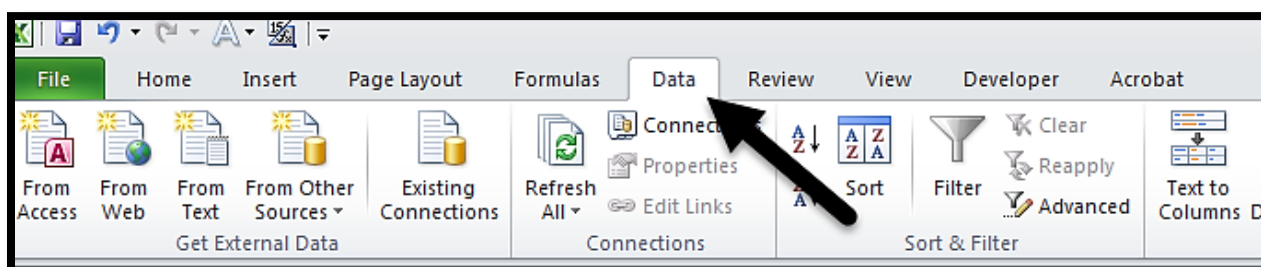 File Home Insert Page Layout Formulas Data Review View Developer Acrobat
From Access
From Web
From Text
From Other Sources
Existing Connections
Get External Data
Refresh All
Properties
Edit Links
Connections
Sort
Filter
Clear
Reapply
Advanced
Sort & Filter
Text to Columns